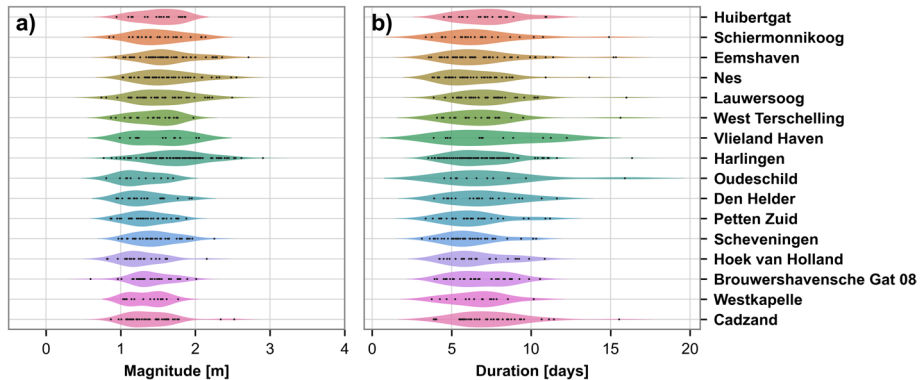 a)
b)
Huibertgat
Schiermonnikoog
Eemshaven
Nes
Lauwersoog
West Terschelling
Vlieland Haven
Harlingen
Oudeschild
Den Helder
Petten Zuid
Scheveningen
Hoek van Holland
Brouwershavensche Gat 08
Westkapelle
Cadzand
0 1 2 3 4
0 5 10 15 20
Magnitude [m]
Duration [days]